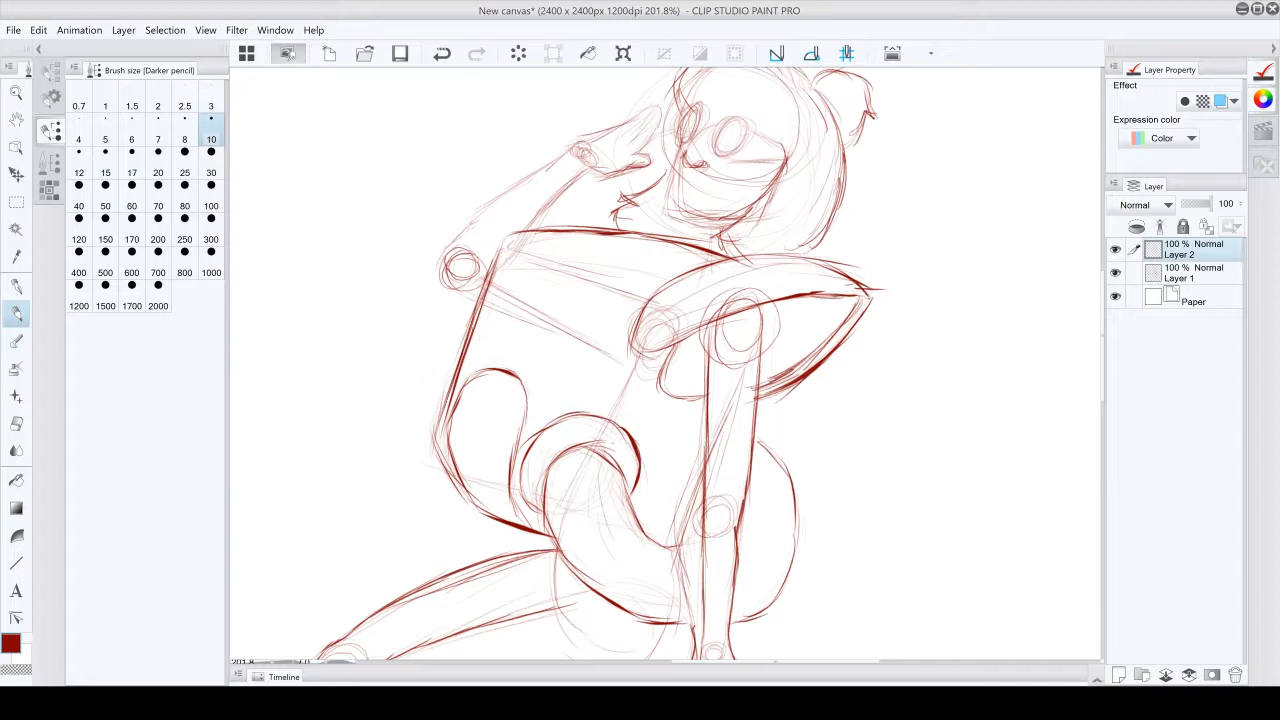 New canvas* (2400 x 2400px 1200dpi 201.8%) - CLIP STUDIO PAINT PRO
File Edit Animation Layer Selection View Filter Window Help
Brush size [Darker pencil]
0.7 1 1.5 2 2.5 3
4 5 6 7 8 10
12 15 17 20 25 30
40 50 60 70 80 100
120 150 170 200 250 300
400 500 600 700 800 1000
1200 1500 1700 2000
Layer Property
Effect
Expression color
Color
Layer
Normal 100
100 % Normal
Layer 2
100 % Normal
Layer 1
Paper
A
Timeline